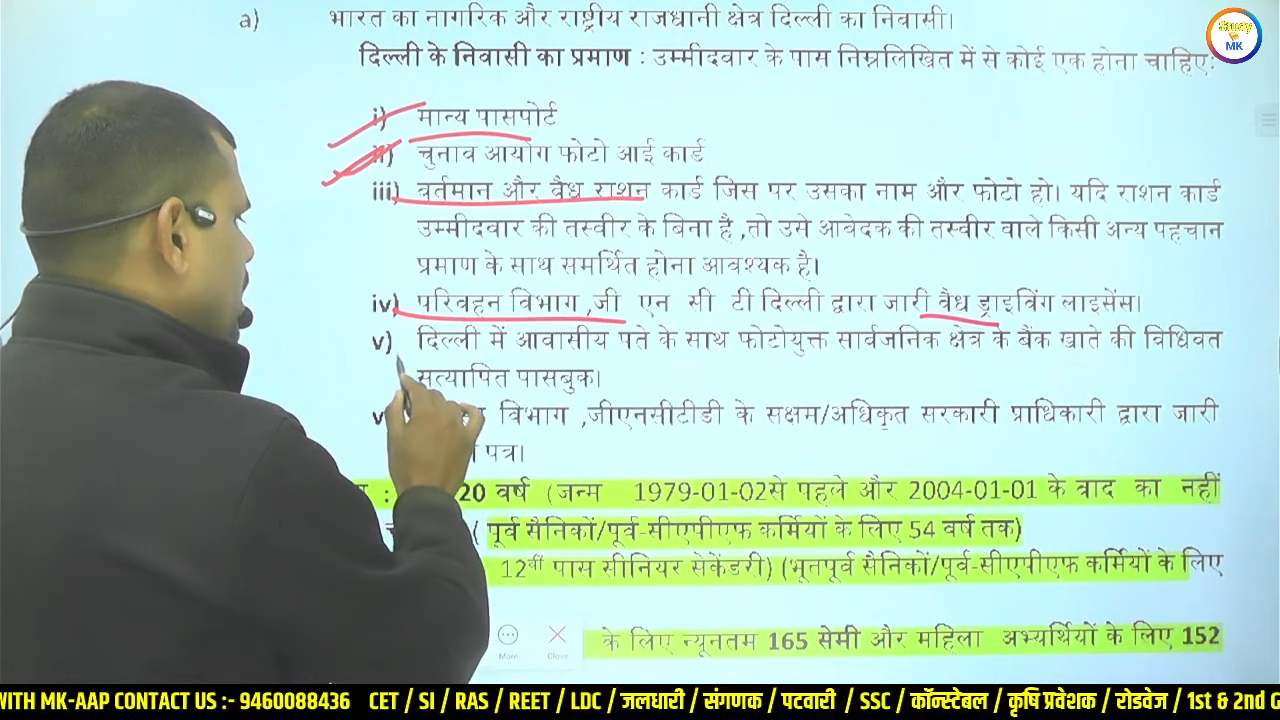 a) भारत का नागरिक और राष्ट्रीय राजधानी क्षेत्र दिल्ली का निवासी।
Study
MK
दिल्ली के निवासी का प्रमाण : उम्मीदवार के पास निम्नलिखित में से कोई एक होना चाहिए:
i) मान्य पासपोर्ट
ii) चुनाव आयोग फोटो आई कार्ड
iii) वर्तमान और वैध राशन कार्ड जिस पर उसका नाम और फोटो हो। यदि राशन कार्ड
उम्मीदवार की तस्वीर के बिना है ,तो उसे आवेदक की तस्वीर वाले किसी अन्य पहचान
प्रमाण के साथ समर्थित होना आवश्यक है।
iv) परिवहन विभाग ,जी एन सी टी दिल्ली द्वारा जारी वैध ड्राइविंग लाइसेंस।
v) दिल्ली में आवासीय पते के साथ फोटोयुक्त सार्वजनिक क्षेत्र के बैंक खाते की विधिवत
सत्यापित पासबुक।
विभाग ,जीएनसीटीडी के सक्षम/अधिकृत सरकारी प्राधिकारी द्वारा जारी
पत्र।
: 20 वर्ष (जन्म 1979-01-02से पहले और 2004-01-01 के बाद का नहीं
( पूर्व सैनिकों/पूर्व-सीएपीएफ कर्मियों के लिए 54 वर्ष तक)
12वीं पास सीनियर सेकेंडरी) (भूतपूर्व सैनिकों/पूर्व-सीएपीएफ कर्मियों के लिए
More Close के लिए न्यूनतम 165 सेमी और महिला अभ्यर्थियों के लिए 152
WITH MK-AAP CONTACT US :- 9460088436 CET / SI / RAS / REET / LDC / जलधारी / संगणक / पटवारी / SSC / कॉन्स्टेबल / कृषि प्रवेशक / रोडवेज / 1st & 2nd G